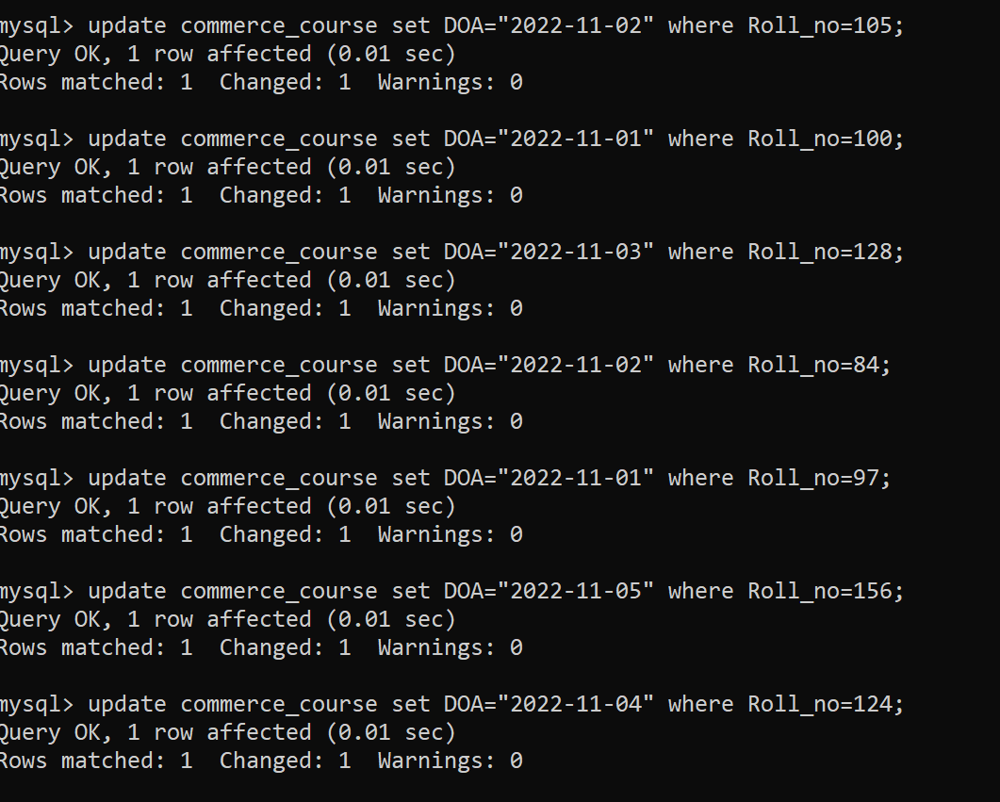 mysql> update commerce_course set DOA="2022-11-02" where Roll_no=105;
Query OK, 1 row affected (0.01 sec)
Rows matched: 1  Changed: 1  Warnings: 0
mysql> update commerce_course set DOA="2022-11-01" where Roll_no=100;
Query OK, 1 row affected (0.01 sec)
Rows matched: 1  Changed: 1  Warnings: 0
mysql> update commerce_course set DOA="2022-11-03" where Roll_no=128;
Query OK, 1 row affected (0.01 sec)
Rows matched: 1  Changed: 1  Warnings: 0
mysql> update commerce_course set DOA="2022-11-02" where Roll_no=84;
Query OK, 1 row affected (0.01 sec)
Rows matched: 1  Changed: 1  Warnings: 0
mysql> update commerce_course set DOA="2022-11-01" where Roll_no=97;
Query OK, 1 row affected (0.01 sec)
Rows matched: 1  Changed: 1  Warnings: 0
mysql> update commerce_course set DOA="2022-11-05" where Roll_no=156;
Query OK, 1 row affected (0.01 sec)
Rows matched: 1  Changed: 1  Warnings: 0
mysql> update commerce_course set DOA="2022-11-04" where Roll_no=124;
Query OK, 1 row affected (0.01 sec)
Rows matched: 1  Changed: 1  Warnings: 0